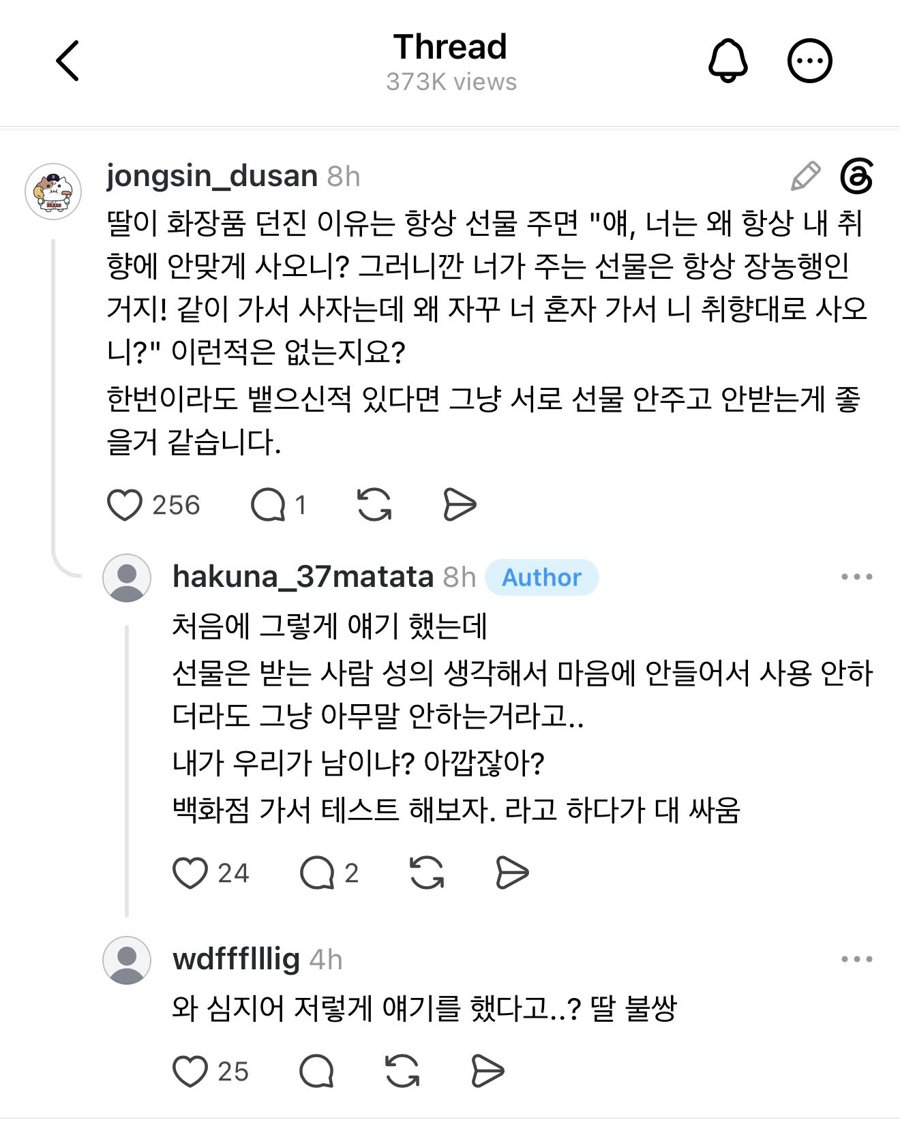 Thread
373K views
jongsin_dusan 8h
딸이 화장품 던진 이유는 항상 선물 주면 "얘, 너는 왜 항상 내 취
향에 안맞게 사오니? 그러니깐 너가 주는 선물은 항상 장농행인
거지! 같이 가서 사자는데 왜 자꾸 너 혼자 가서 니 취향대로 사오
니?" 이런적은 없는지요?
한번이라도 뱉으신적 있다면 그냥 서로 선물 안주고 안받는게 좋
을거 같습니다.
256 1
hakuna_37matata 8h Author
처음에 그렇게 얘기 했는데
선물은 받는 사람 성의 생각해서 마음에 안들어서 사용 안하
더라도 그냥 아무말 안하는거라고..
내가 우리가 남이냐? 아깝잖아?
백화점 가서 테스트 해보자. 라고 하다가 대 싸움
24 2
wdffflllig 4h
와 심지어 저렇게 얘기를 했다고..? 딸 불쌍
25